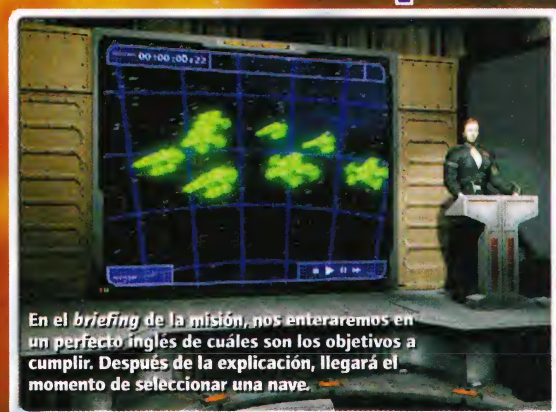 00:00:00:22
En el briefing de la misión, nos enteraremos en
un perfecto inglés de cuáles son los objetivos a
cumplir. Después de la explicación, llegará el
momento de seleccionar una nave.